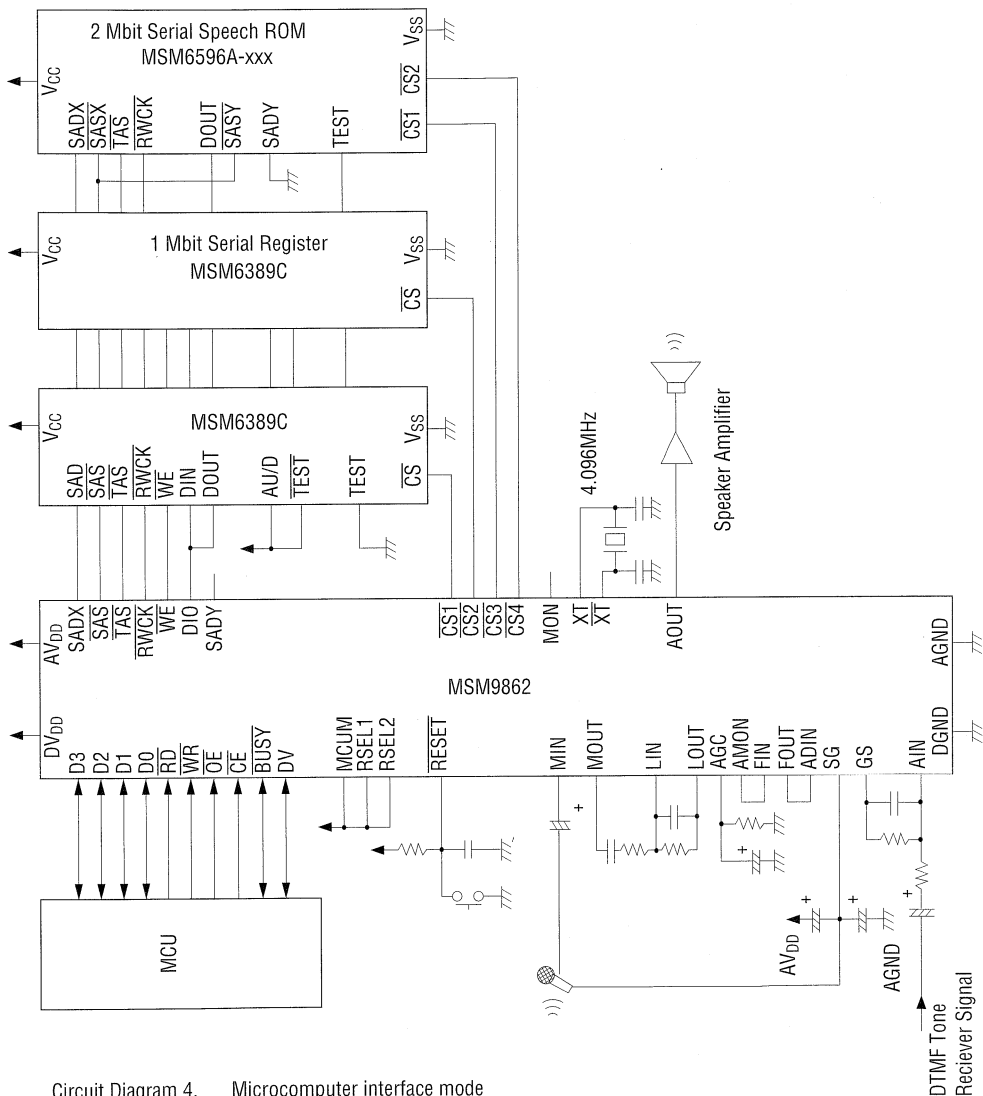 2 Mbit Serial Speech ROM
MSM6596A-xxx
VCC
VSS
SADX
SASX
TAS
RWCK
DOUT
SASY
SADY
TEST
CS1
CS2
1 Mbit Serial Register
MSM6389C
VCC
VSS
CS
MSM6389C
VCC
VSS
SAD
SAS
TAS
RWCK
WE
DIN
DOUT
AU/D
TEST
TEST
CS
4.096MHz
Speaker Amplifier
AVDD
SADX
SAS
TAS
RWCK
WE
DIO
SADY
CS1
CS2
CS3
CS4
MON
XT
XT
AOUT
AGND
MSM9862
DVDD
D3
D2
D1
D0
RD
WR
OE
CE
BUSY
DV
MCUM
RSEL1
RSEL2
RESET
MIN
MOUT
LIN
LOUT
AGC
AMON
FIN
FOUT
ADIN
SG
GS
AIN
DGND
MCU
+
+
+
+
+
AVDD
AGND
DTMF Tone
Reciever Signal
Circuit Diagram 4. Microcomputer interface mode